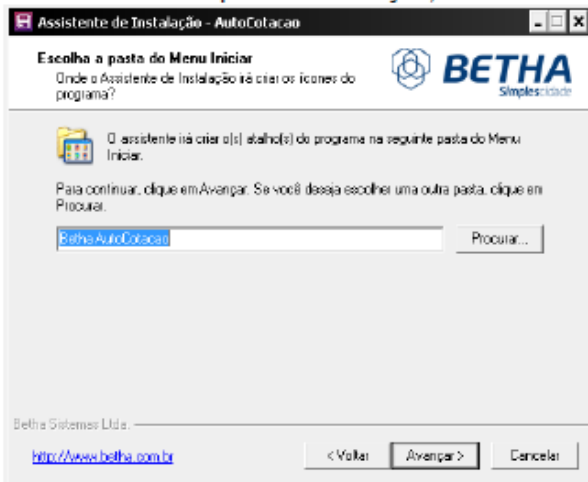 Assistente de Instalação - AutoCotacao
Escolha a pasta do Menu Iniciar
Onde o Assistente de Instalação irá criar os ícones do
programa?
BETHA
Simplescidade
O assistente irá criar o(s) atalho(s) do programa na seguinte pasta do Menu
Iniciar.
Para continuar, clique em Avançar. Se você deseja escolher uma outra pasta, clique em
Procurar.
Betha AutoCotacao
Procurar...
Betha Sistemas Ltda.
http://www.betha.com.br
< Voltar
Avançar >
Cancelar